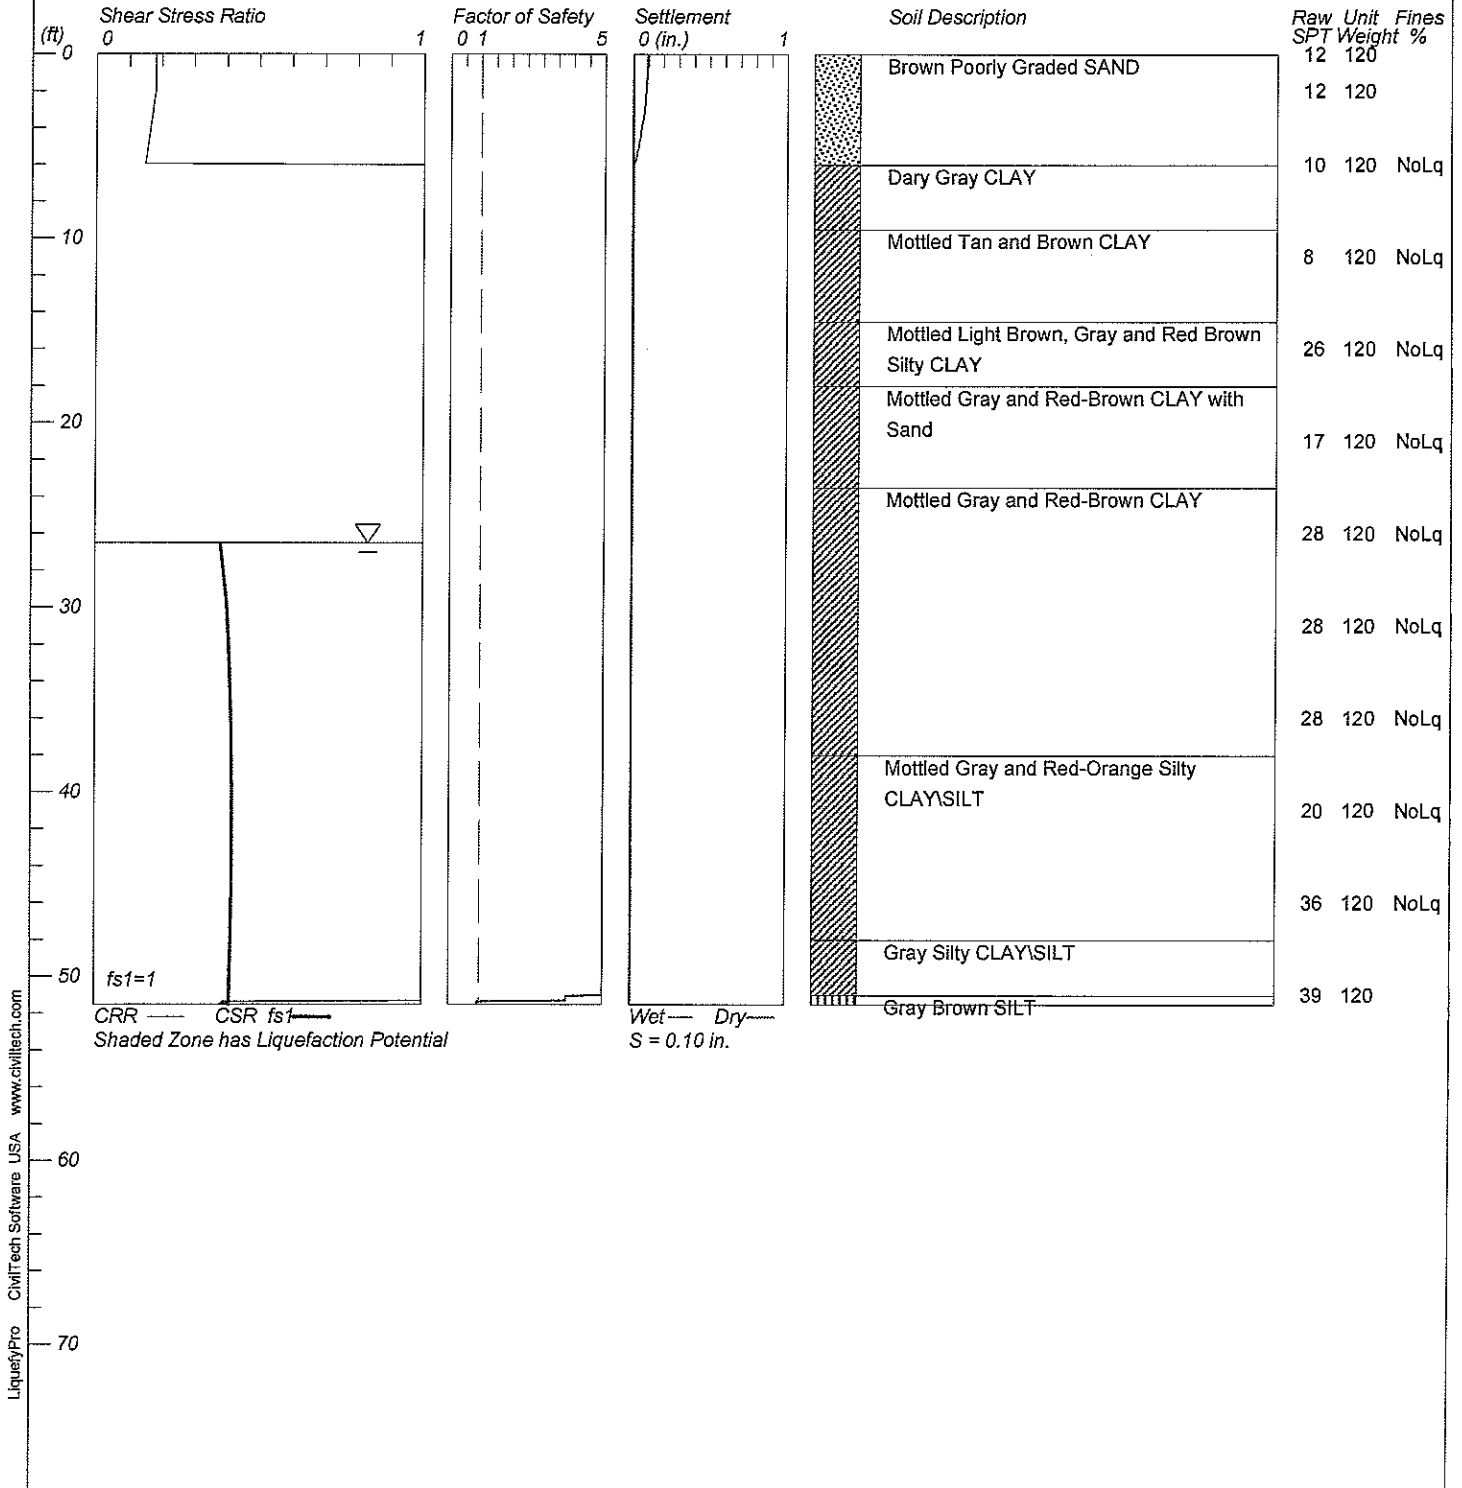 Shear Stress Ratio Factor of Safety Settlement Soil Description Raw Unit Fines
(ft) 0 1 0 1 5 0 (in.) 1 SPT Weight %
0 12 120
Brown Poorly Graded SAND
12 120
10 120 NoLq
Dary Gray CLAY
10 Mottled Tan and Brown CLAY
8 120 NoLq
Mottled Light Brown, Gray and Red Brown
26 120 NoLq
Silty CLAY
Mottled Gray and Red-Brown CLAY with
20 Sand
17 120 NoLq
Mottled Gray and Red-Brown CLAY
28 120 NoLq
30
28 120 NoLq
28 120 NoLq
Mottled Gray and Red-Orange Silty
40 CLAY\SILT
20 120 NoLq
36 120 NoLq
Gray Silty CLAY\SILT
50 fs1=1
39 120
Gray Brown SILT
CRR CSR fs1 Wet Dry
Shaded Zone has Liquefaction Potential S = 0.10 in.
60
70
LiquefyPro CivilTech Software USA www.civiltech.com